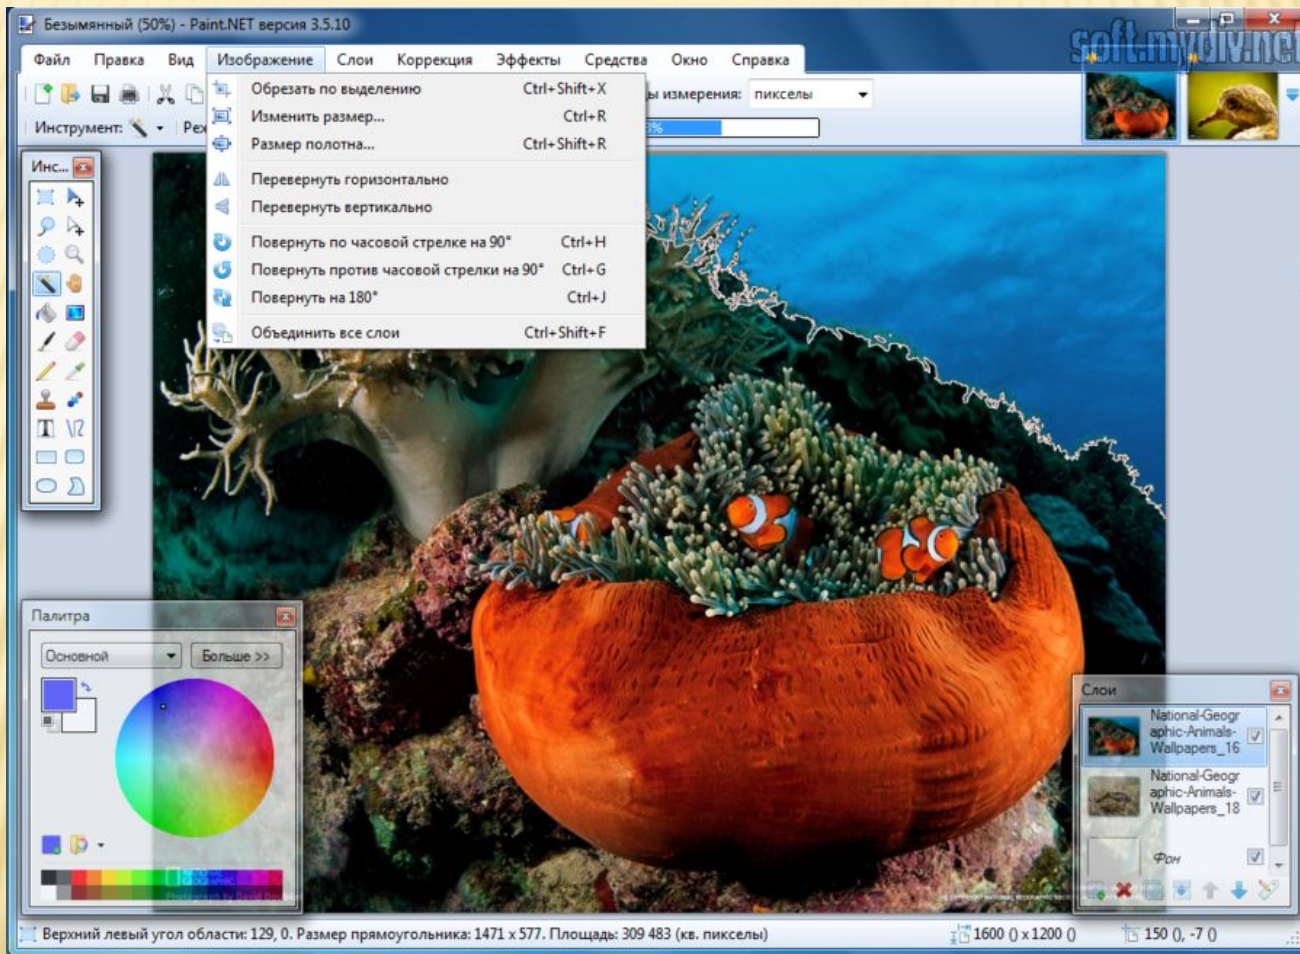 Безымянный (50%) - Paint.NET версия 3.5.10
soft.mydiv.net
Файл Правка Вид Изображение Слои Коррекция Эффекты Средства Окно Справка
измерения: пикселы
Инструмент:
Обрезать по выделению Ctrl+Shift+X
Изменить размер... Ctrl+R
Размер полотна... Ctrl+Shift+R
Перевернуть горизонтально
Перевернуть вертикально
Повернуть по часовой стрелке на 90° Ctrl+H
Повернуть против часовой стрелки на 90° Ctrl+G
Повернуть на 180° Ctrl+J
Объединить все слои Ctrl+Shift+F
Инс...
Палитра
Основной Больше >>
NATIONAL
GEOGRAPHIC
Слои
National-Geogr
aphic-Animals-
Wallpapers_16
National-Geogr
aphic-Animals-
Wallpapers_18
Фон
Верхний левый угол области: 129, 0. Размер прямоугольника: 1471 x 577. Площадь: 309 483 (кв. пикселы)
1600 () x 1200 () 150 (), -7 ()